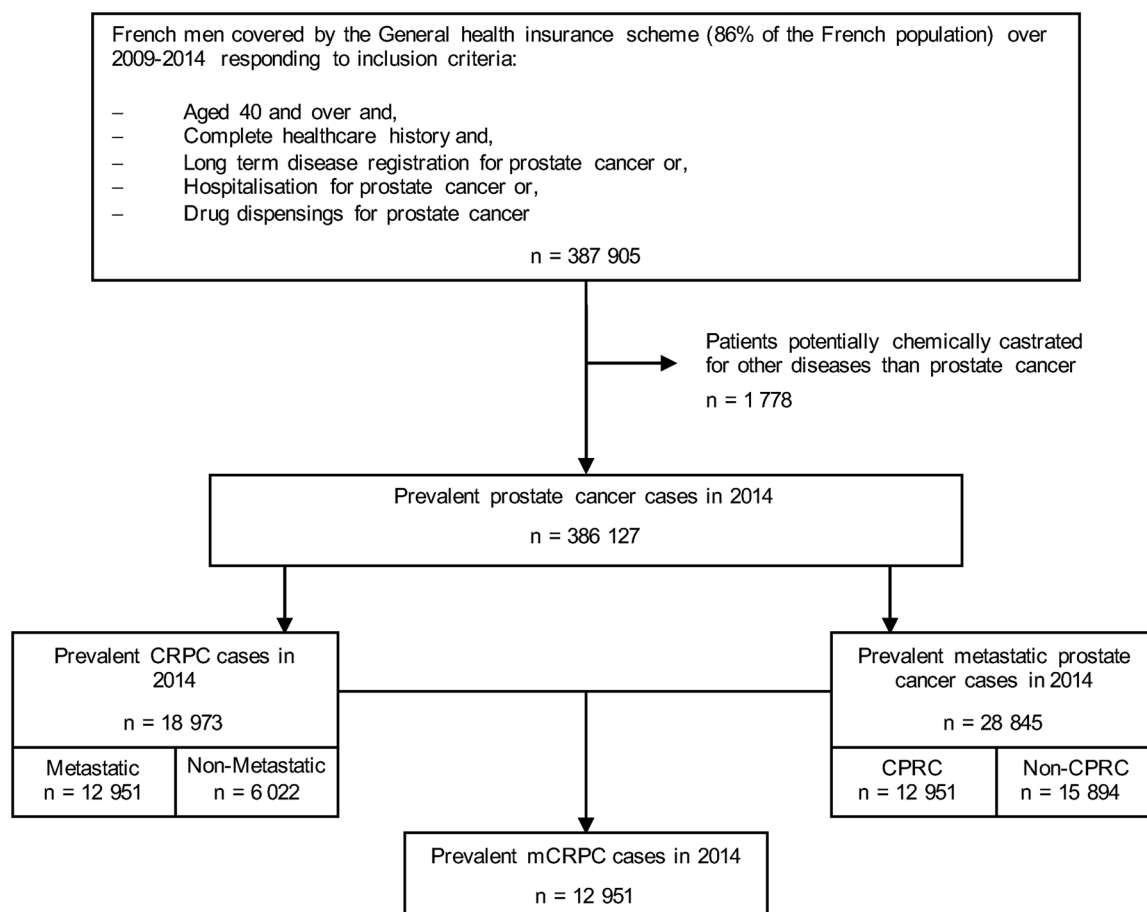 French men covered by the General health insurance scheme (86% of the French population) over
2009-2014 responding to inclusion criteria:
– Aged 40 and over and,
– Complete healthcare history and,
– Long term disease registration for prostate cancer or,
– Hospitalisation for prostate cancer or,
– Drug dispensings for prostate cancer
n = 387 905
Patients potentially chemically castrated
for other diseases than prostate cancer
n = 1 778
Prevalent prostate cancer cases in 2014
n = 386 127
Prevalent CRPC cases in
2014
n = 18 973
Metastatic
n = 12 951
Non-Metastatic
n = 6 022
Prevalent metastatic prostate
cancer cases in 2014
n = 28 845
CPRC
n = 12 951
Non-CPRC
n = 15 894
Prevalent mCRPC cases in 2014
n = 12 951